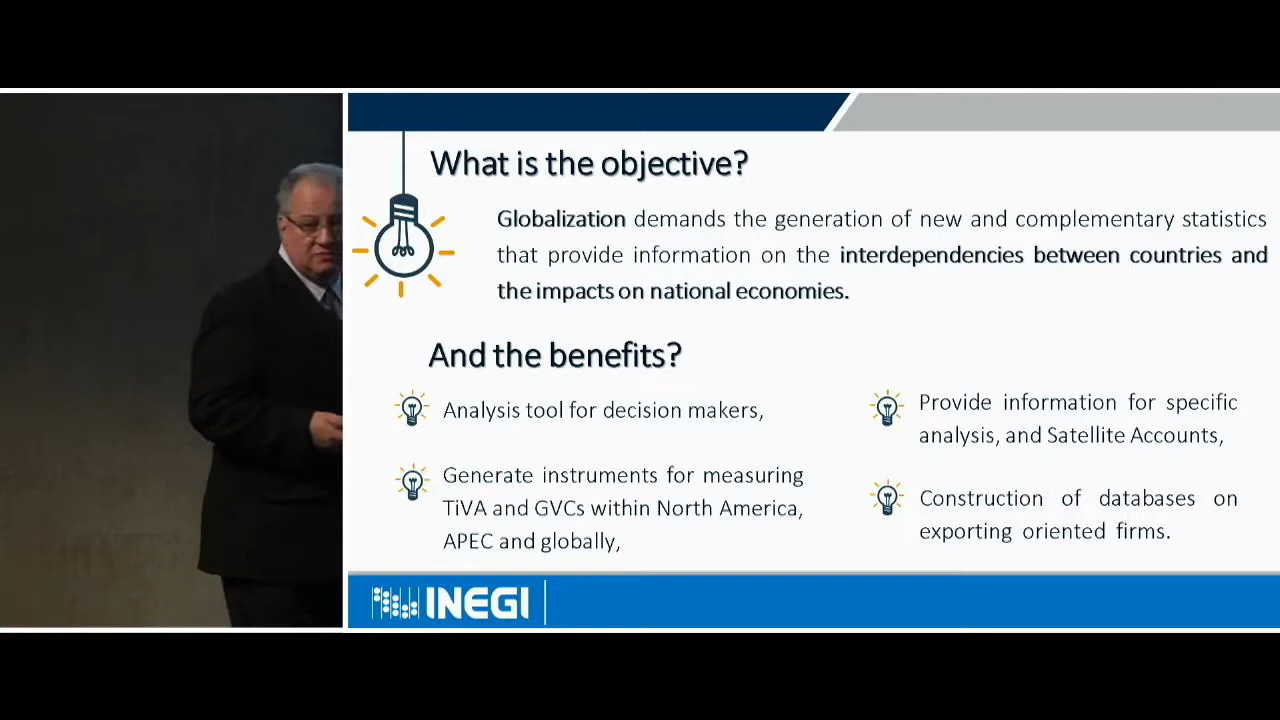 What is the objective?
Globalization demands the generation of new and complementary statistics
that provide information on the interdependencies between countries and
the impacts on national economies.
And the benefits?
Analysis tool for decision makers,
Generate instruments for measuring
TiVA and GVCs within North America,
APEC and globally,
Provide information for specific
analysis, and Satellite Accounts,
Construction of databases on
exporting oriented firms.
INEGI